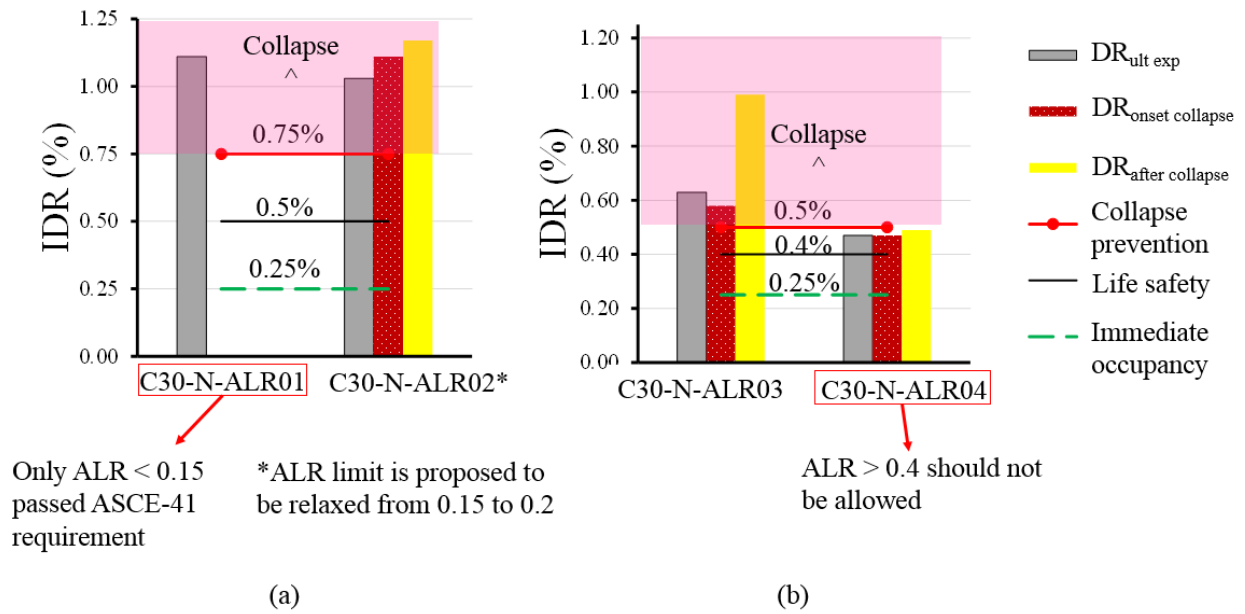 1.25
1.00
0.75
0.50
0.25
0.00
IDR (%)
Collapse
^
0.75%
0.5%
0.25%
C30-N-ALR01
C30-N-ALR02*
Only ALR < 0.15
passed ASCE-41
requirement
*ALR limit is proposed to
be relaxed from 0.15 to 0.2
(a)
1.20
1.00
0.80
0.60
0.40
0.20
0.00
IDR (%)
Collapse
^
0.5%
0.4%
0.25%
C30-N-ALR03
C30-N-ALR04
ALR > 0.4 should not
be allowed
(b)
DRult exp
DRonset collapse
DRafter collapse
Collapse
prevention
Life safety
Immediate
occupancy